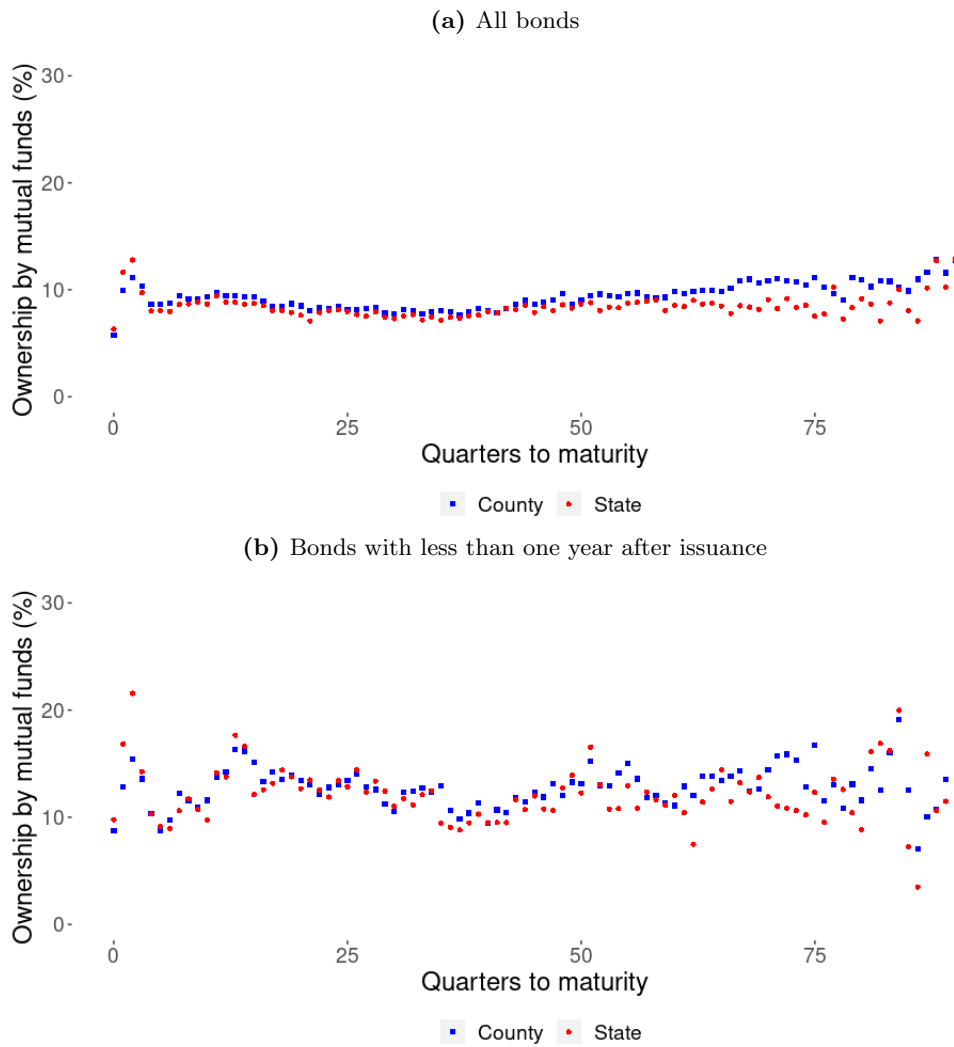 (a) All bonds
Ownership by mutual funds (%)
30
20
10
0
0 25 50 75
Quarters to maturity
County State
(b) Bonds with less than one year after issuance
Ownership by mutual funds (%)
30
20
10
0
0 25 50 75
Quarters to maturity
County State